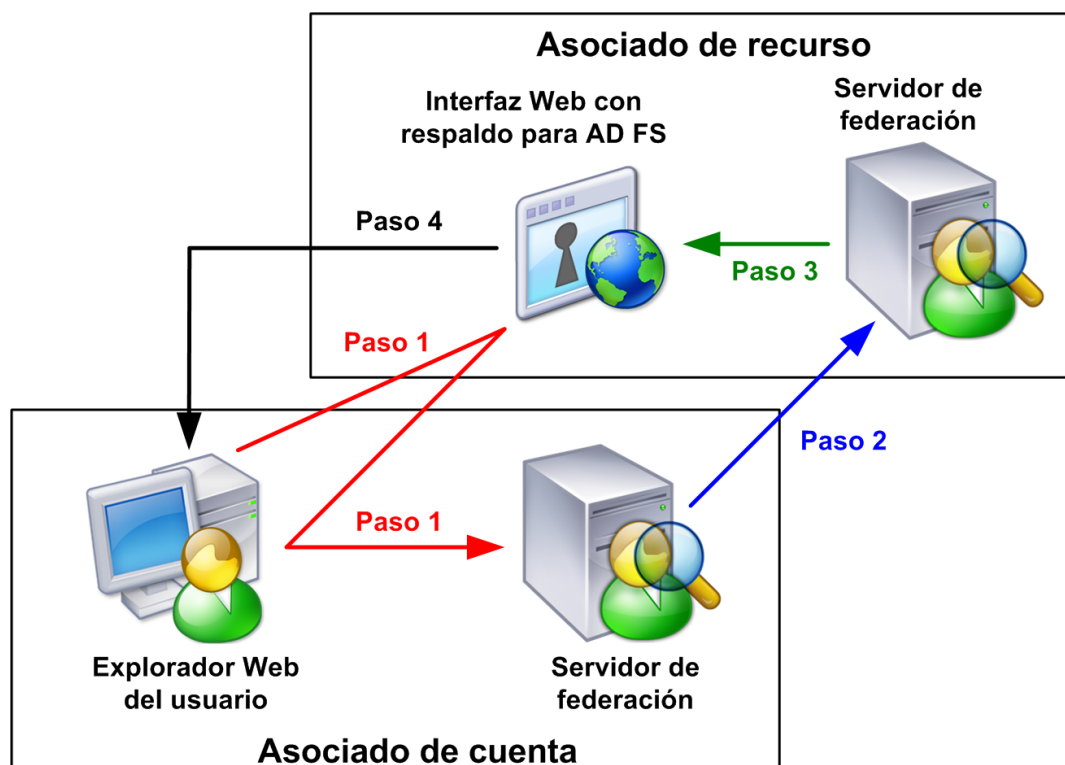 Asociado de recurso
Interfaz Web con
respaldo para AD FS
Servidor de
federación
Paso 4
Paso 3
Paso 1
Paso 2
Paso 1
Explorador Web
del usuario
Servidor de
federación
Asociado de cuenta